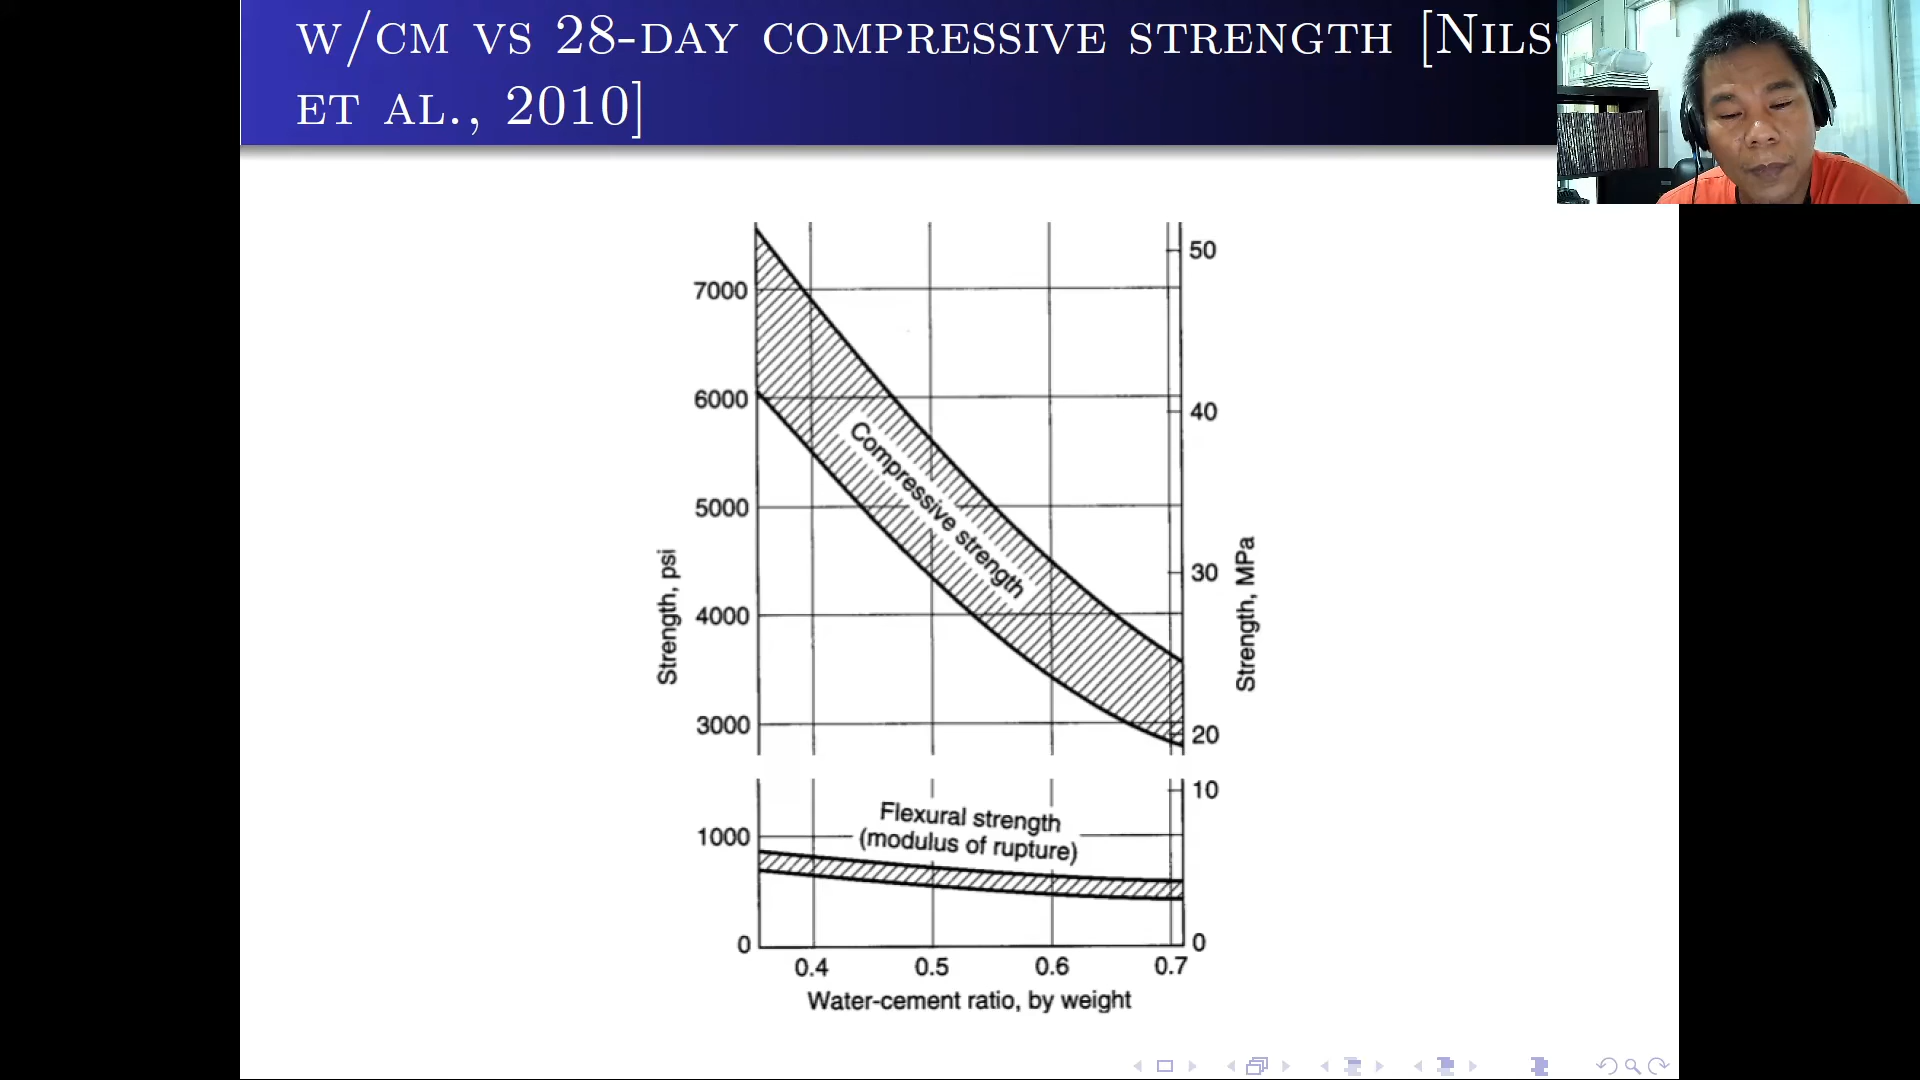 W/CM VS 28-DAY COMPRESSIVE STRENGTH [NILS
ET AL., 2010]
7000
6000
5000
4000
3000
1000
0
Strength, psi
50
40
30
20
10
0
Strength, MPa
Compressive strength
Flexural strength
(modulus of rupture)
0.4 0.5 0.6 0.7
Water-cement ratio, by weight